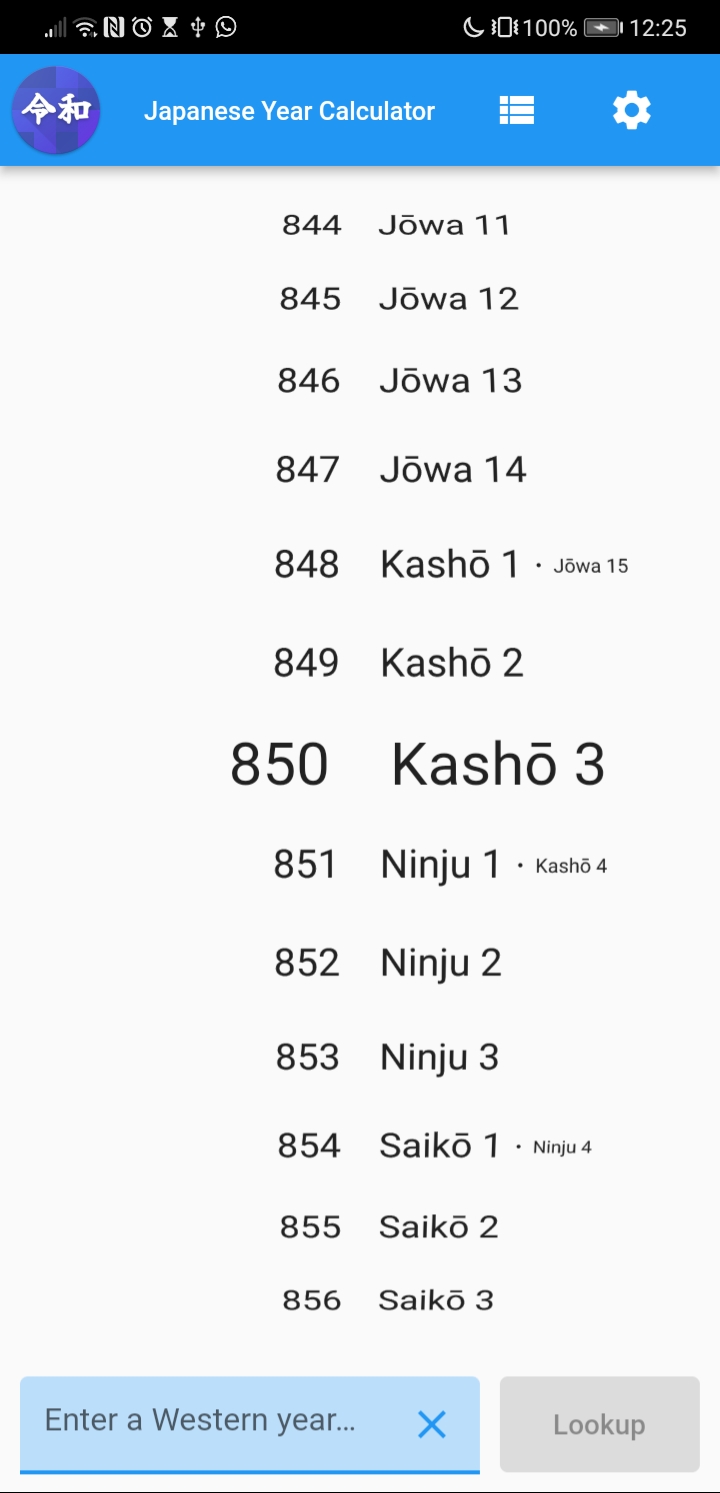 100% 12:25
令和 Japanese Year Calculator
844 Jōwa 11
845 Jōwa 12
846 Jōwa 13
847 Jōwa 14
848 Kashō 1 · Jōwa 15
849 Kashō 2
850 Kashō 3
851 Ninju 1 · Kashō 4
852 Ninju 2
853 Ninju 3
854 Saikō 1 · Ninju 4
855 Saikō 2
856 Saikō 3
Enter a Western year... Lookup